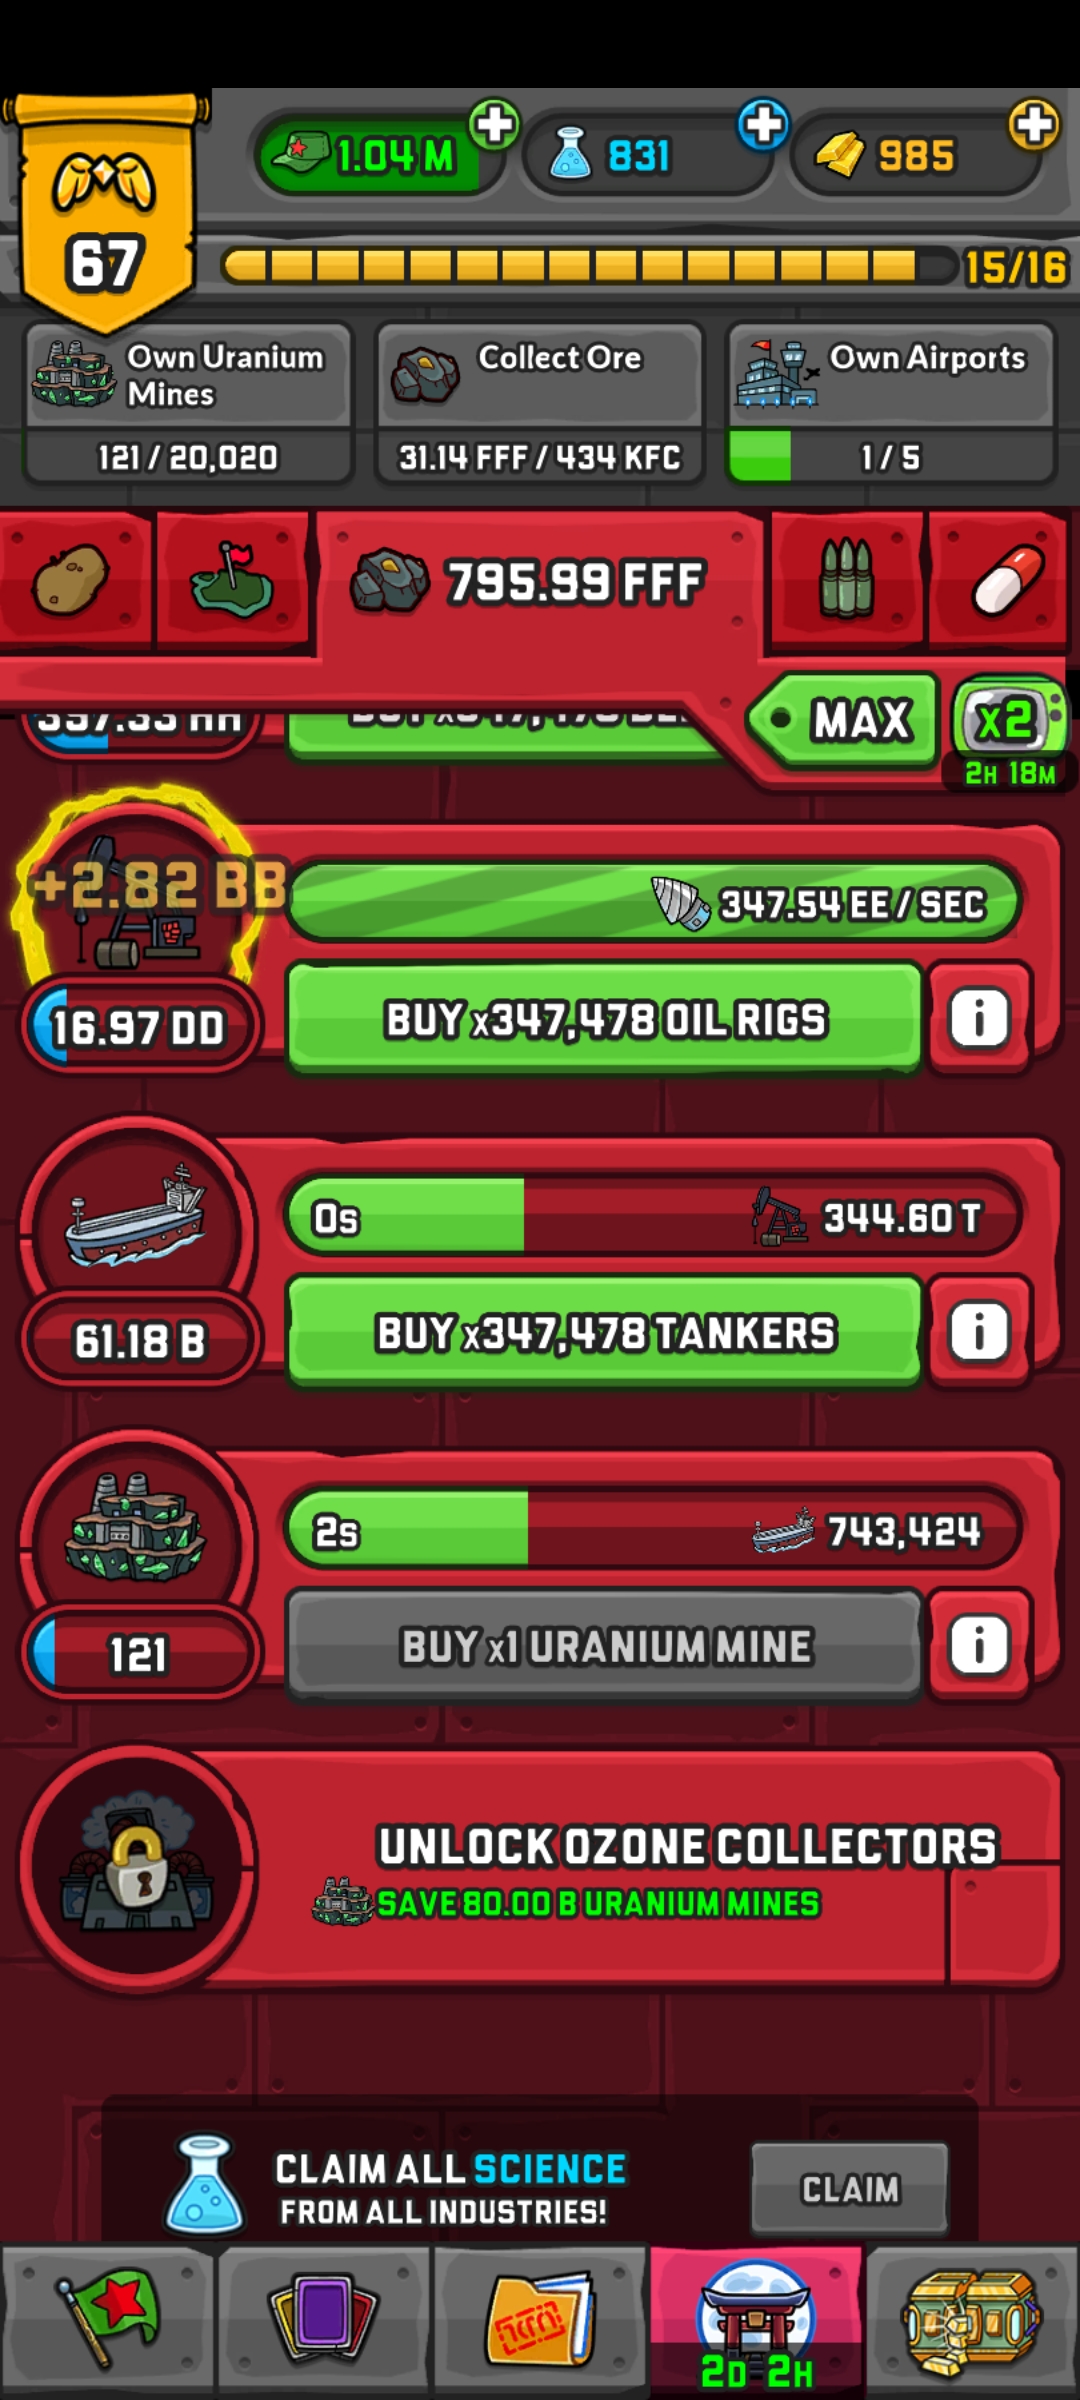 1.04 M
831
985
67
15/16
Own Uranium
Mines
Collect Ore
Own Airports
121 / 20,020
31.14 FFF / 434 KFC
1 / 5
795.99 FFF
MAX
x2
2H 18M
357.33 HH
+2.82 BB
347.54 EE / SEC
16.97 DD
BUY x347,478 OIL RIGS
i
0s
344.60 T
61.18 B
BUY x347,478 TANKERS
i
2s
743,424
121
BUY x1 URANIUM MINE
i
UNLOCK OZONE COLLECTORS
SAVE 80.00 B URANIUM MINES
CLAIM ALL SCIENCE
FROM ALL INDUSTRIES!
CLAIM
2D 2H